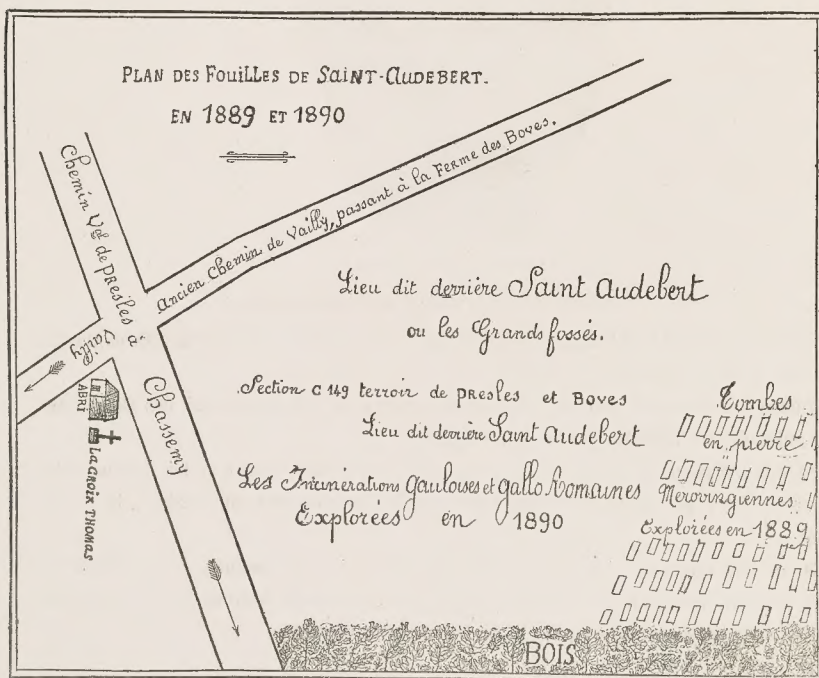 PLAN DES FOUILLES DE SAINT-AUDEBERT.
EN 1889 ET 1890
Chemin Val de Presles à
Chassemy
Ancien Chemin de Vailly, passant à la Ferme des Boves.
Vailly
ABRI
LA CROIX THOMAS
Lieu dit derrière Saint Audebert
ou les Grands fossés.
Section C 149 terroir de Presles et Boves
Lieu dit derrière Saint Audebert
Les Incinérations gauloises et gallo Romaines
Explorées en 1890
Tombes
en pierre
Merovingiennes
Explorées en 1889
BOIS